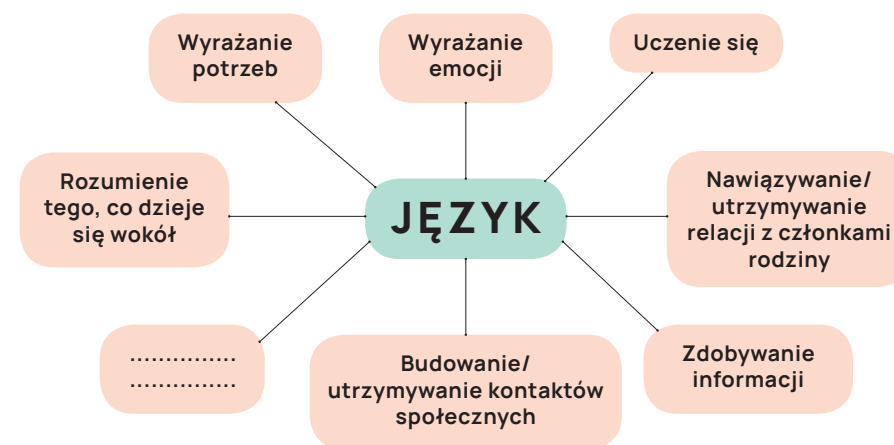 Wyrażanie
potrzeb
Wyrażanie
emocji
Uczenie się
Rozumienie
tego, co dzieje
się wokół
JĘZYK
Nawiązywanie/
utrzymywanie
relacji z członkami
rodziny
...............
...............
Budowanie/
utrzymywanie kontaktów
społecznych
Zdobywanie
informacji